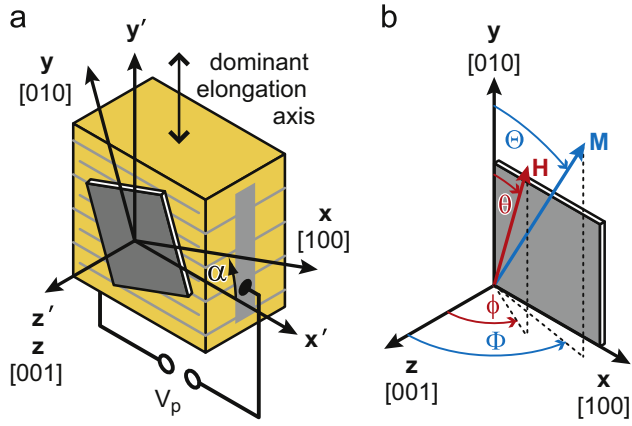 a
y′
y
[010]
dominant
elongation
axis
x
[100]
α
z′
z
[001]
x′
Vp
b
y
[010]
Θ
M
H
θ
ϕ
Φ
z
[001]
x
[100]